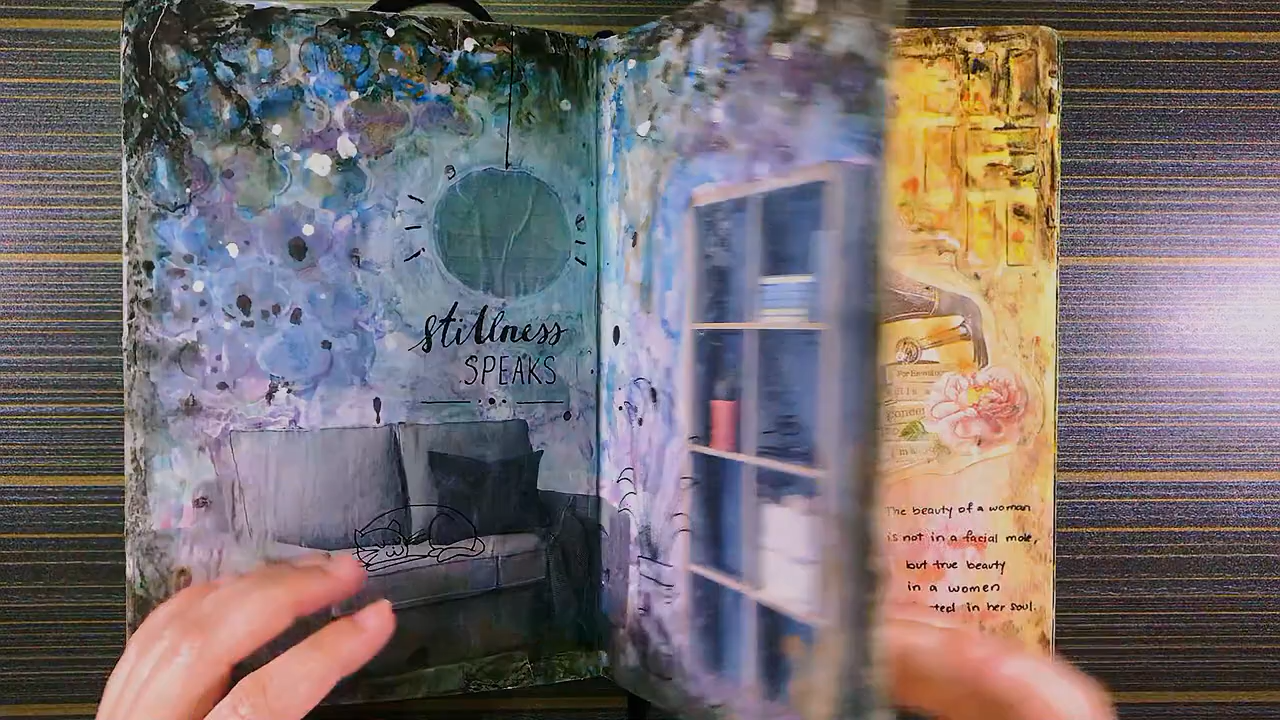 stillness
SPEAKS
The beauty of a woman
is not in a facial mole,
but true beauty
in a women
in her soul.